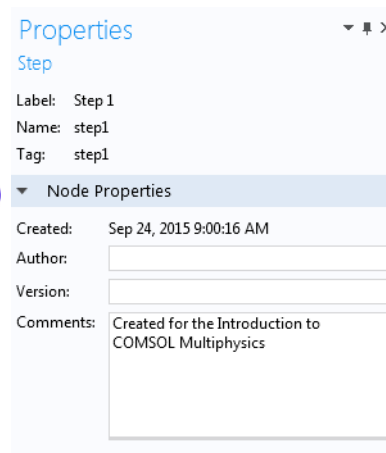 Properties
Step
Label: Step 1
Name: step1
Tag: step1
Node Properties
Created: Sep 24, 2015 9:00:16 AM
Author:
Version:
Comments: Created for the Introduction to
COMSOL Multiphysics